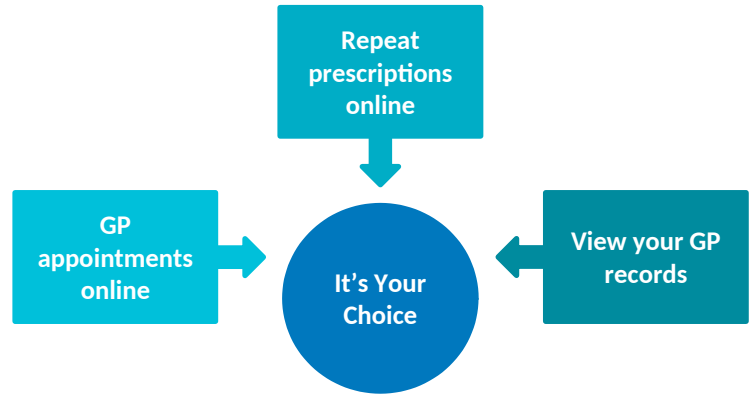 Repeat
prescriptions
online
GP
appointments
online
It’s Your
Choice
View your GP
records